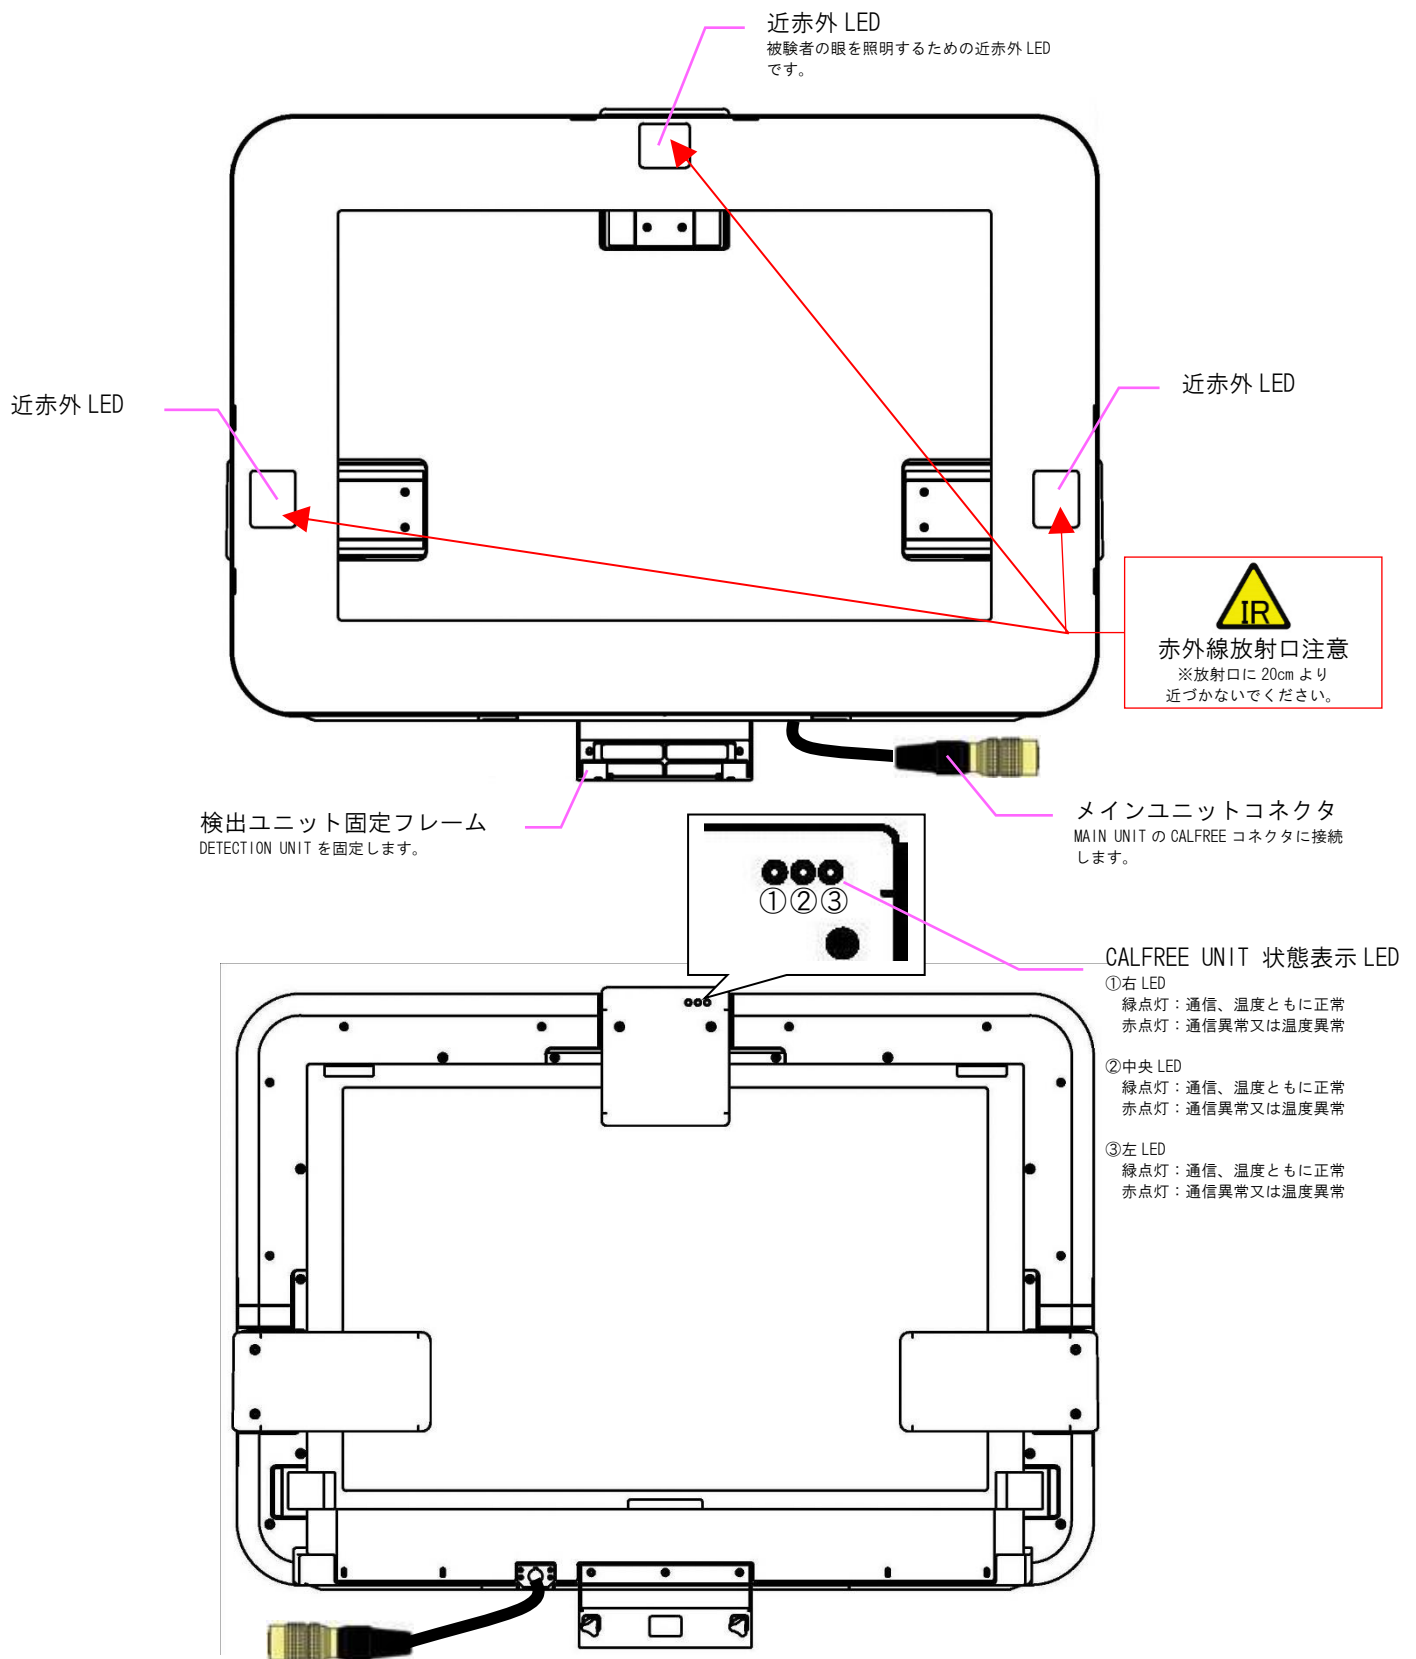 近赤外 LED
被験者の眼を照明するための近赤外 LED
です。
近赤外 LED
近赤外 LED
IR
赤外線放射口注意
※放射口に 20cm より
近づかないでください。
検出ユニット固定フレーム
DETECTION UNIT を固定します。
メインユニットコネクタ
MAIN UNIT の CALFREE コネクタに接続
します。
①②③
CALFREE UNIT 状態表示 LED
①右 LED
緑点灯：通信、温度ともに正常
赤点灯：通信異常又は温度異常
②中央 LED
緑点灯：通信、温度ともに正常
赤点灯：通信異常又は温度異常
③左 LED
緑点灯：通信、温度ともに正常
赤点灯：通信異常又は温度異常